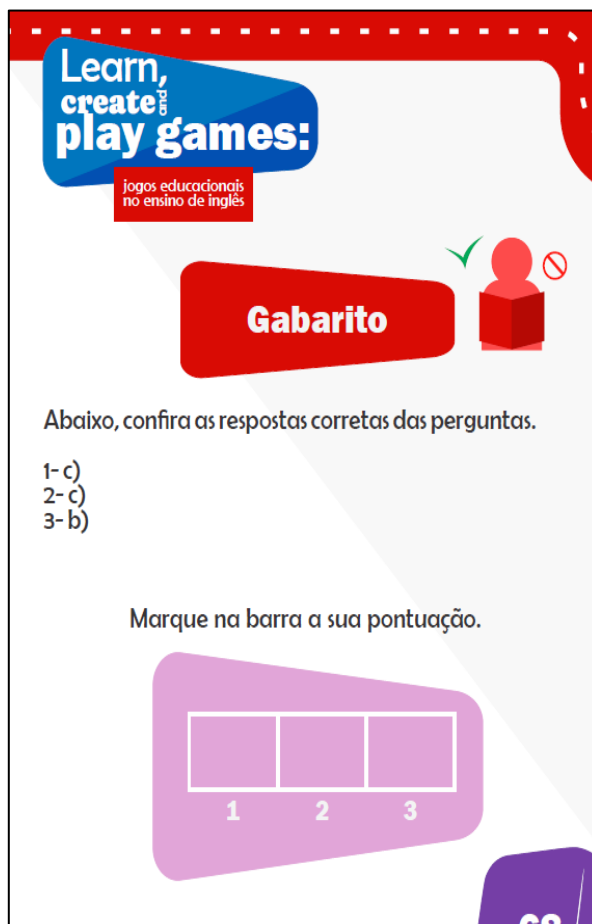 Learn,
create and
play games:
jogos educacionais
no ensino de inglês
Gabarito
Abaixo, confira as respostas corretas das perguntas.
1- c)
2- c)
3- b)
Marque na barra a sua pontuação.
1 2 3